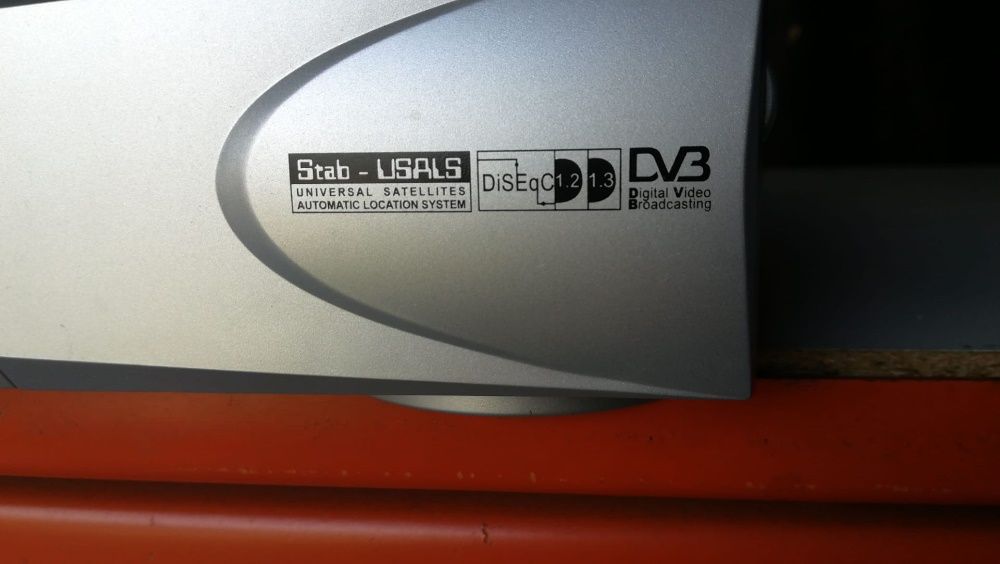 Stab - USALS
UNIVERSAL SATELLITES
AUTOMATIC LOCATION SYSTEM
DiSEqC 1.2 1.3
DVB
Digital Video
Broadcasting